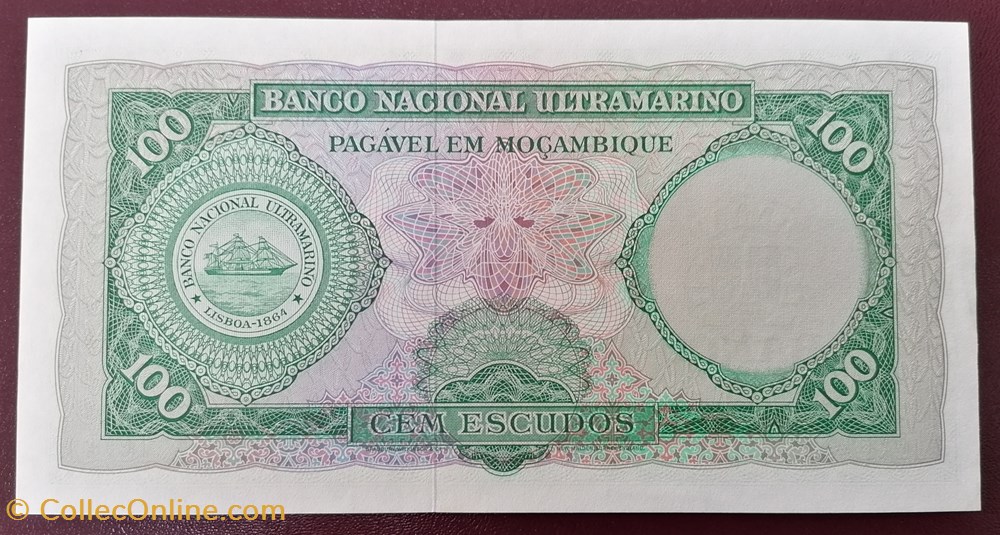 BANCO NACIONAL ULTRAMARINO
PAGÁVEL EM MOÇAMBIQUE
100
100
BANCO NACIONAL ULTRAMARINO
LISBOA-1864
100
100
CEM ESCUDOS
© CollecOnline.com